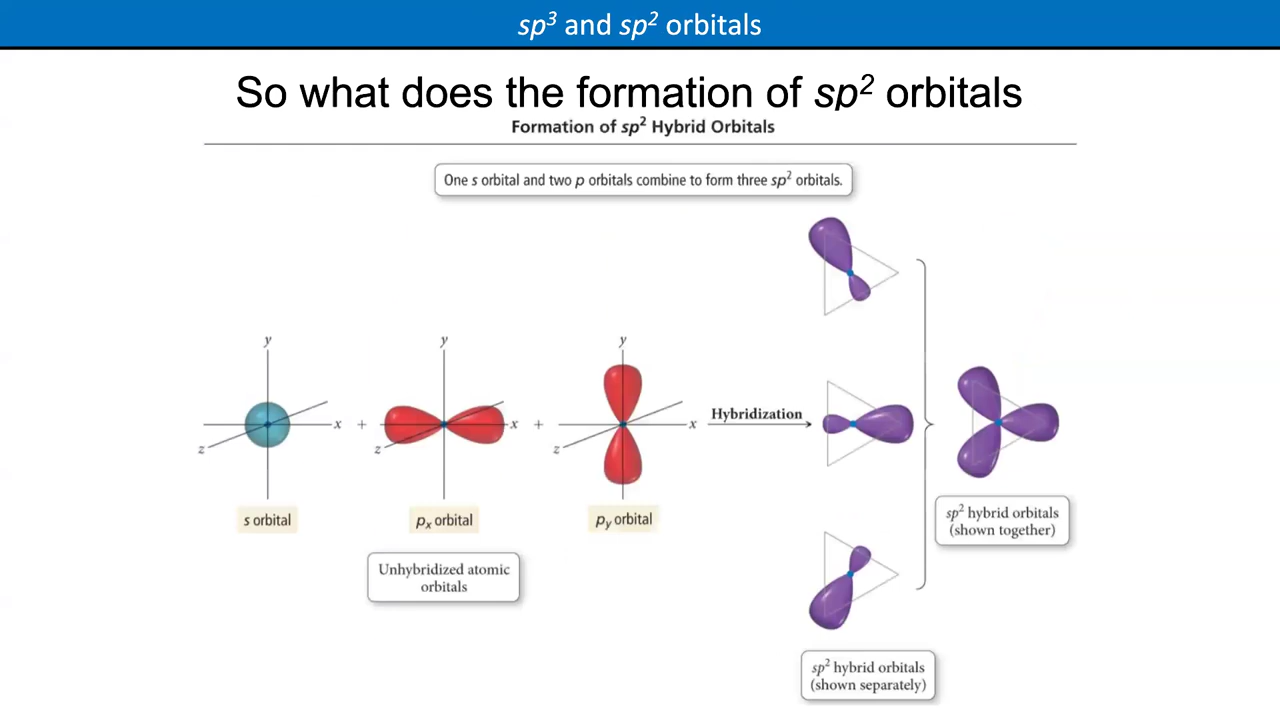 sp³ and sp² orbitals
So what does the formation of sp² orbitals
Formation of sp² Hybrid Orbitals
One s orbital and two p orbitals combine to form three sp² orbitals.
y
x
z
+
y
x
z
+
y
x
z
Hybridization
s orbital
pₓ orbital
p_y orbital
Unhybridized atomic
orbitals
sp² hybrid orbitals
(shown together)
sp² hybrid orbitals
(shown separately)